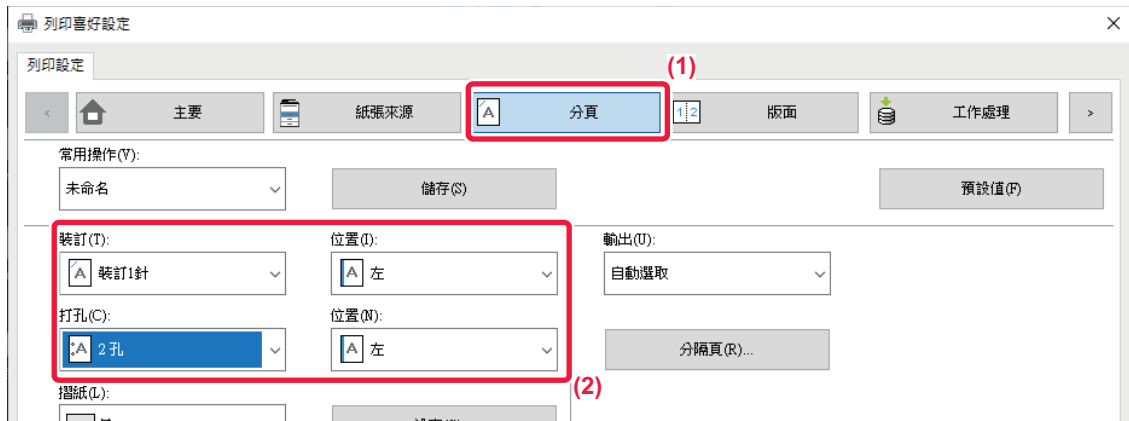 列印喜好設定
列印設定
(1)
< 主要 紙張來源 A 分頁 1 2 版面 工作處理 >
常用操作(V):
未命名 儲存(S) 預設值(F)
裝訂(T): 位置(I): 輸出(U):
A 裝訂1針 A 左 自動選取
打孔(C): 位置(N):
A 2 孔 A 左 分隔頁(R)...
(2)
摺紙(L):